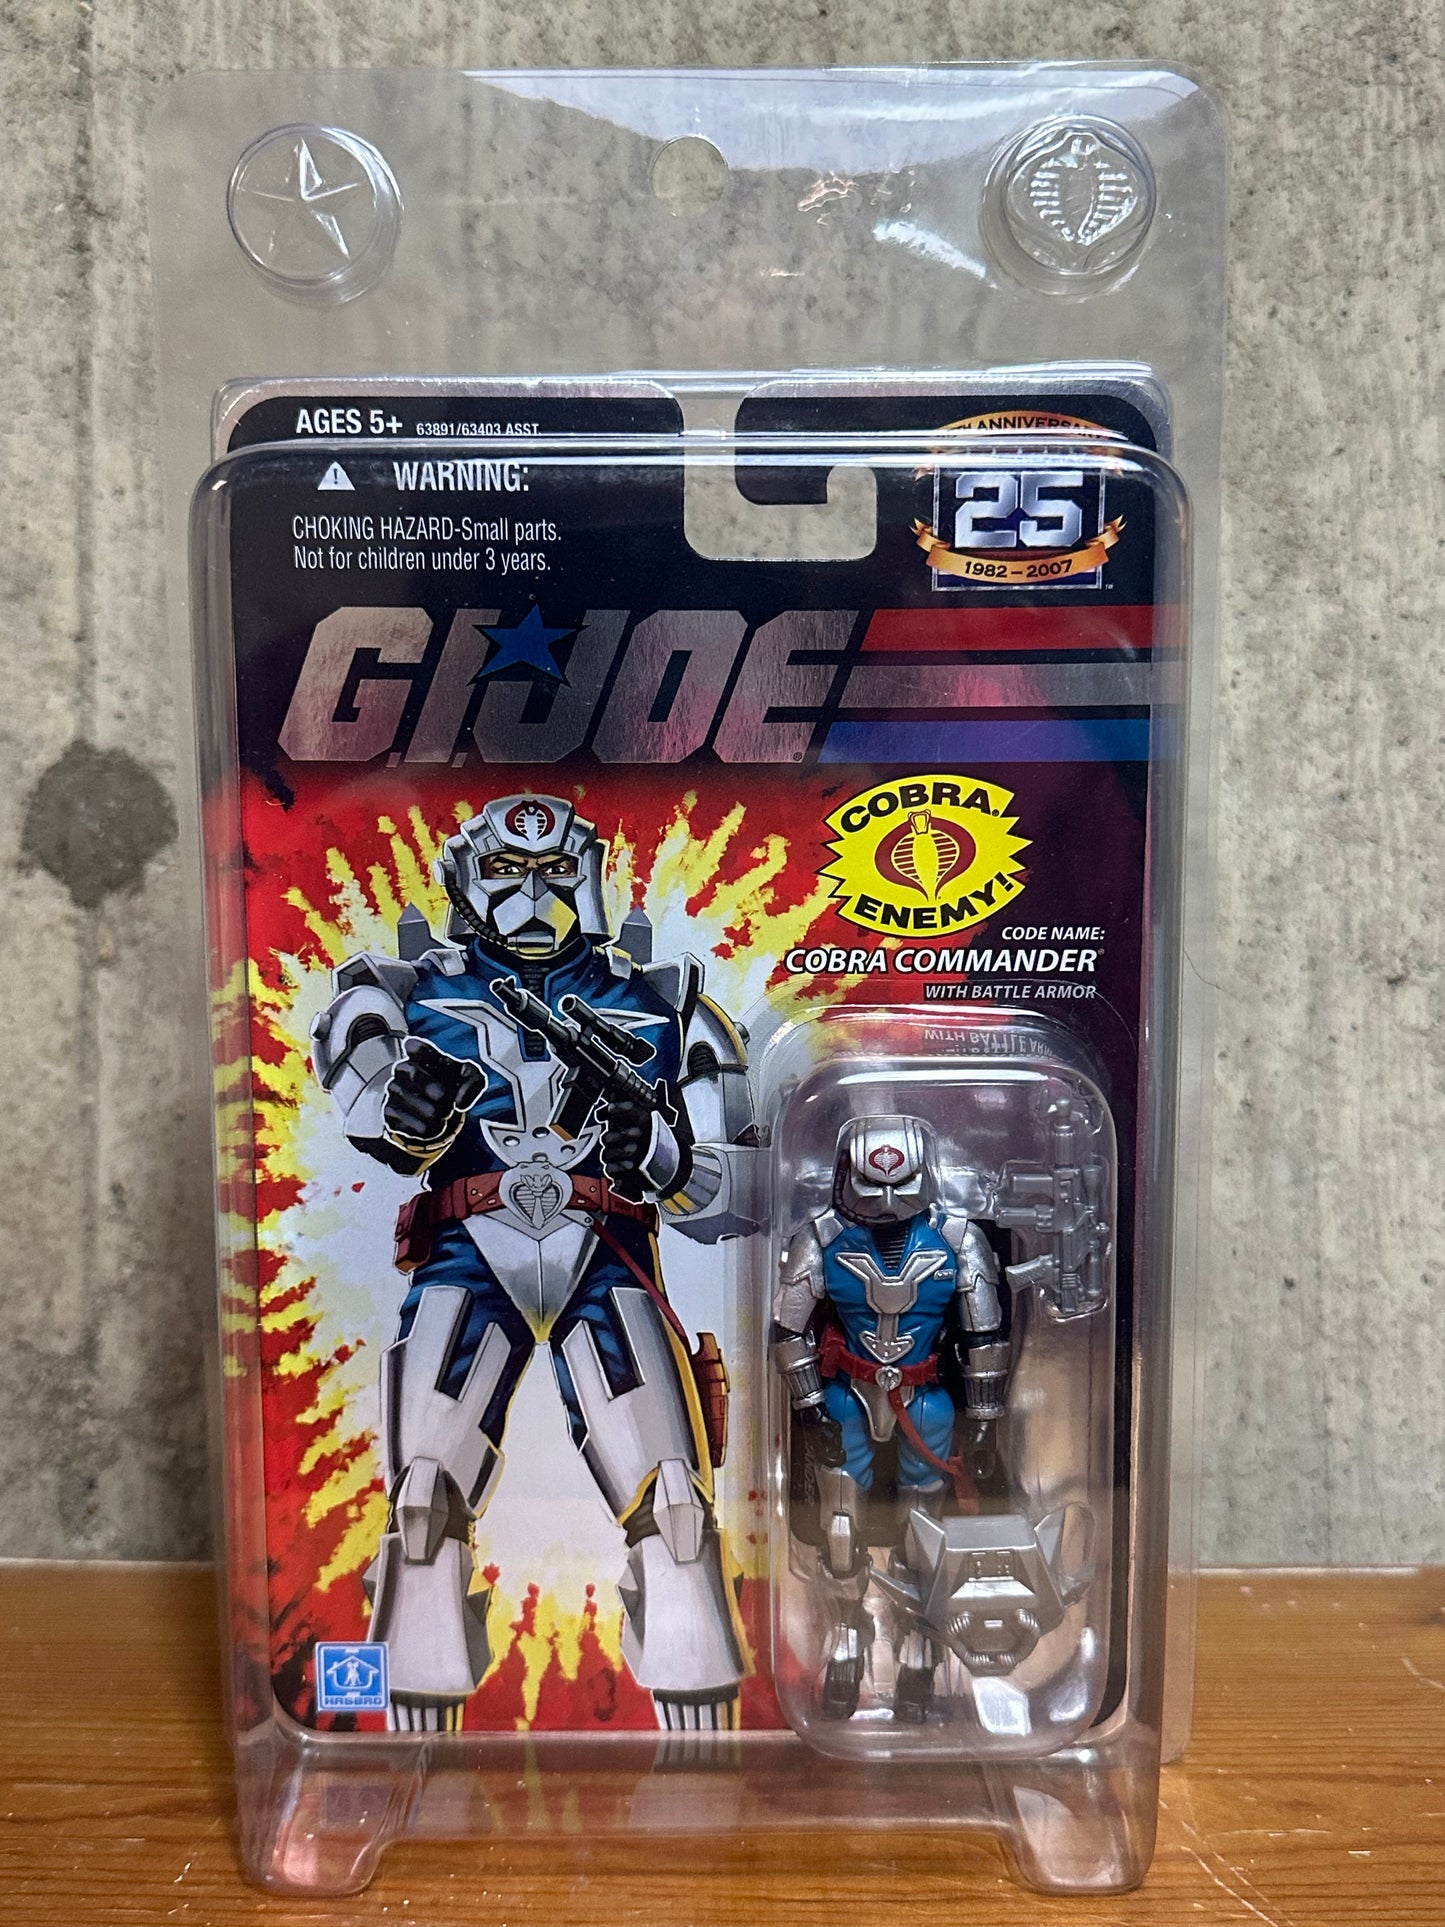 AGES 5+ 63891/63403 ASST.
WARNING:
CHOKING HAZARD-Small parts.
Not for children under 3 years.
ANNIVERSARY
25
1982-2007
G.I. JOE
COBRA
ENEMY!
CODE NAME:
COBRA COMMANDER
WITH BATTLE ARMOR
HASBRO